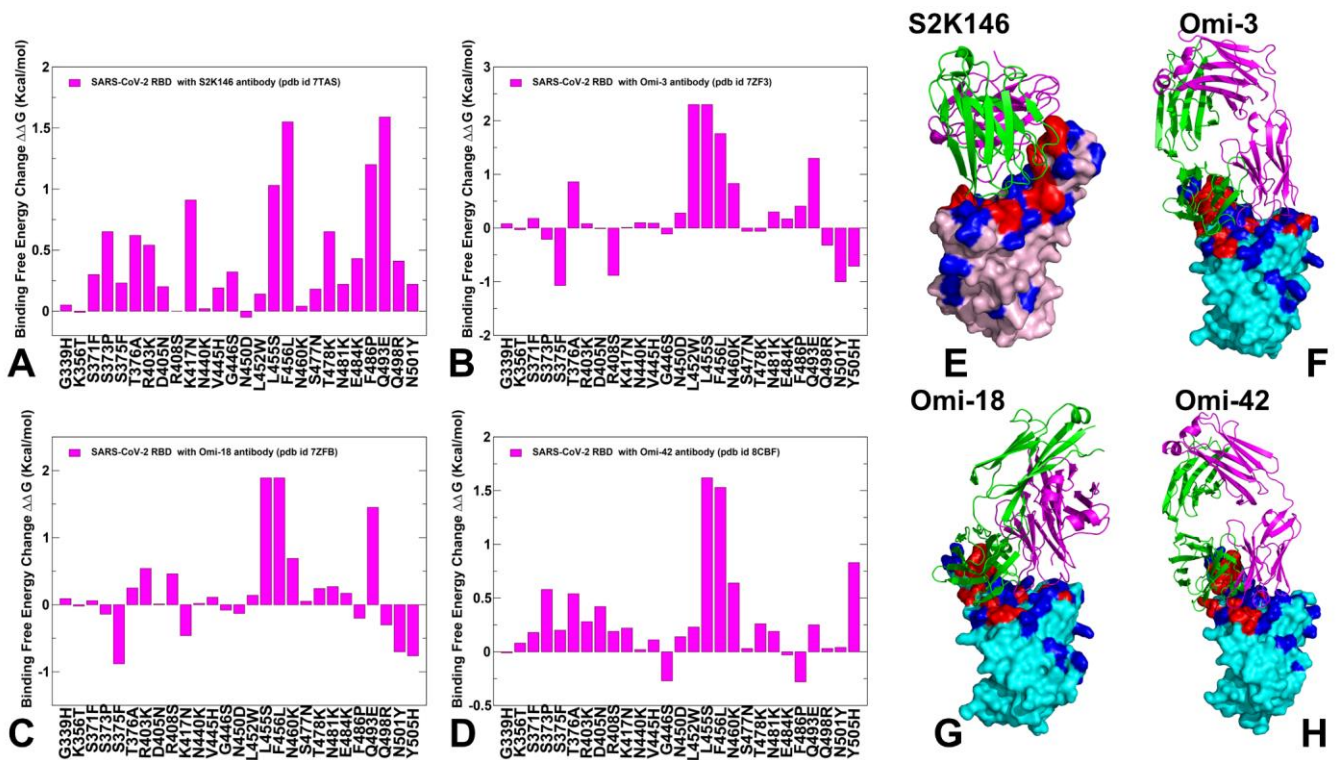 A
Binding Free Energy Change ΔΔ G (Kcal/mol)
2
1.5
1
0.5
0
SARS-CoV-2 RBD with S2K146 antibody (pdb id 7TAS)
G339H
K356T
S371F
S373P
S375F
T376A
R403K
D405N
R408S
K417N
N440K
V445H
G446S
N450D
L452W
L455S
F456L
N460K
S477N
T478K
N481K
E484K
F486P
Q493E
Q498R
N501Y
B
Binding Free Energy Change ΔΔ G (Kcal/mol)
3
2
1
0
-1
-2
SARS-CoV-2 RBD with Omi-3 antibody (pdb id 7ZF3)
G339H
K356T
S371F
S373P
S375F
T376A
R403K
D405N
R408S
K417N
N440K
V445H
G446S
N450D
L452W
L455S
F456L
N460K
S477N
T478K
N481K
E484K
F486P
Q493E
Q498R
N501Y
Y505H
S2K146
E
Omi-3
F
C
Binding Free Energy Change ΔΔ G (Kcal/mol)
2
1
0
-1
SARS-CoV-2 RBD with Omi-18 antibody (pdb id 7ZFB)
G339H
K356T
S371F
S373P
S375F
T376A
R403K
D405N
R408S
K417N
N440K
V445H
G446S
N450D
L452W
L455S
F456L
N460K
S477N
T478K
N481K
E484K
F486P
Q493E
Q498R
N501Y
Y505H
D
Binding Free Energy Change ΔΔ G (Kcal/mol)
2
1.5
1
0.5
0
-0.5
SARS-CoV-2 RBD with Omi-42 antibody (pdb id 8CBF)
G339H
K356T
S371F
S373P
S375F
T376A
R403K
D405N
R408S
K417N
N440K
V445H
G446S
N450D
L452W
L455S
F456L
N460K
S477N
T478K
N481K
E484K
F486P
Q493E
Q498R
N501Y
Y505H
Omi-18
G
Omi-42
H